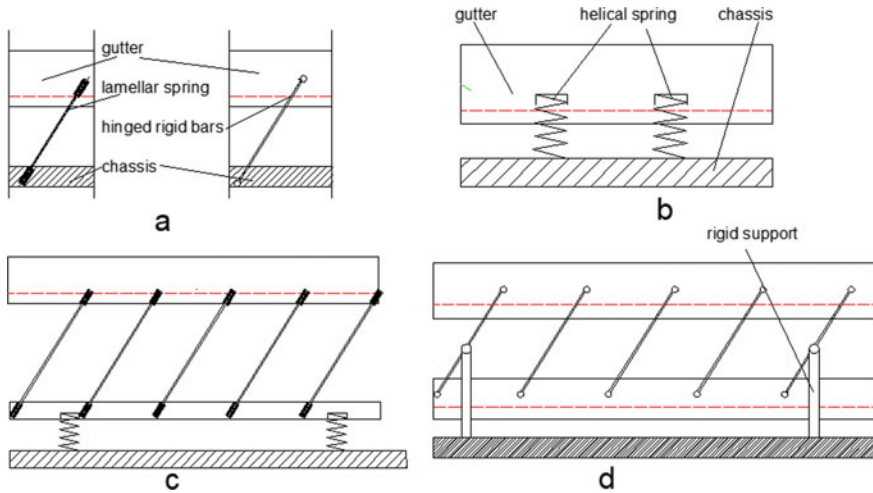 gutter
lamellar spring
hinged rigid bars
chassis
a
gutter
helical spring
chassis
b
c
rigid support
d